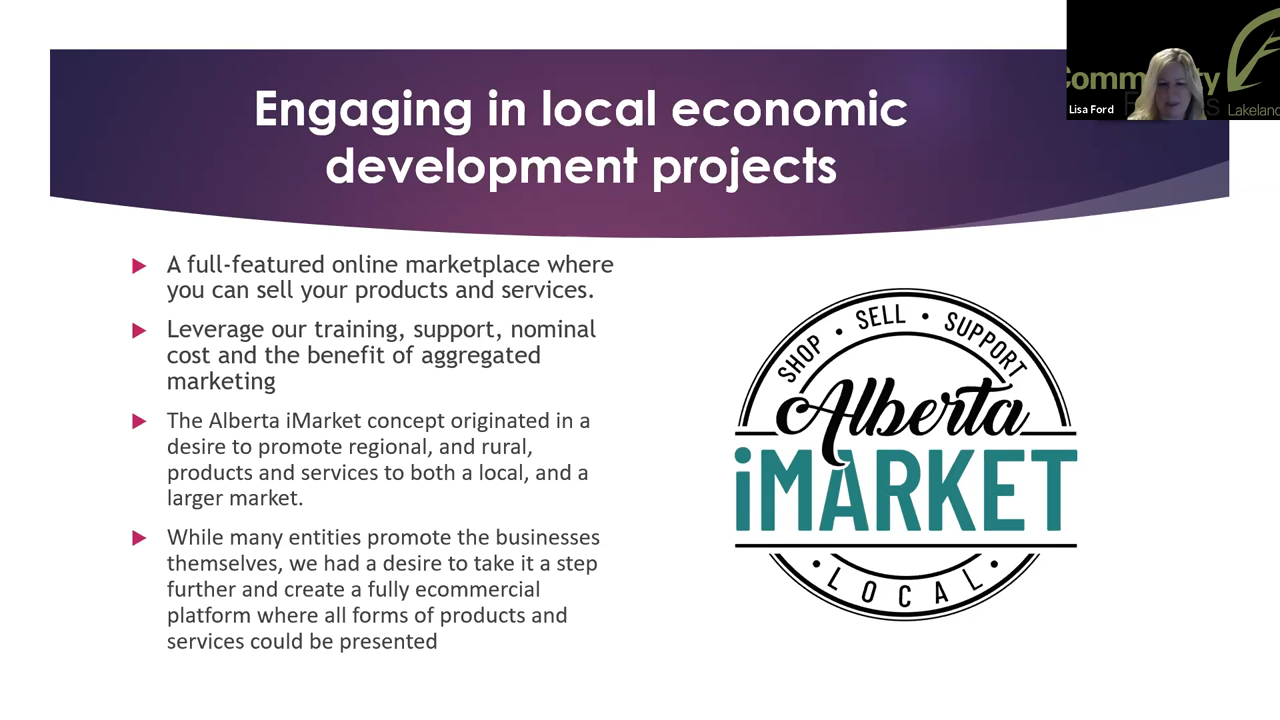 Engaging in local economic
development projects
Community
Lisa Ford
Lakeland
A full-featured online marketplace where
you can sell your products and services.
Leverage our training, support, nominal
cost and the benefit of aggregated
marketing
The Alberta iMarket concept originated in a
desire to promote regional, and rural,
products and services to both a local, and a
larger market.
While many entities promote the businesses
themselves, we had a desire to take it a step
further and create a fully ecommercial
platform where all forms of products and
services could be presented
SHOP • SELL • SUPPORT
Alberta
iMARKET
• LOCAL •